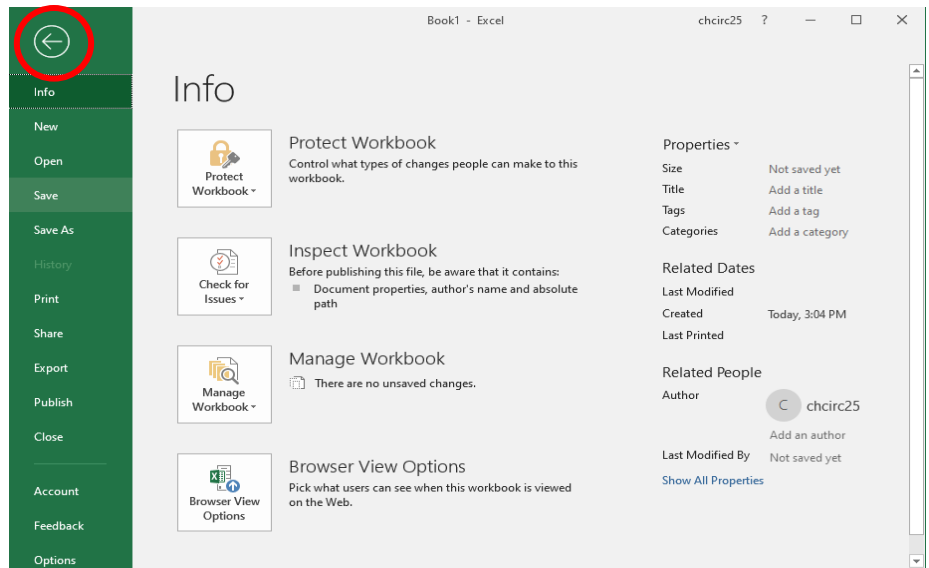 Book1 - Excel
chcirc25 ?
Info
New
Open
Save
Save As
History
Print
Share
Export
Publish
Close
Account
Feedback
Options
Info
Protect
Workbook
Protect Workbook
Control what types of changes people can make to this
workbook.
Check for
Issues
Inspect Workbook
Before publishing this file, be aware that it contains:
Document properties, author's name and absolute
path
Manage
Workbook
Manage Workbook
There are no unsaved changes.
Browser View
Options
Browser View Options
Pick what users can see when this workbook is viewed
on the Web.
Properties
Size Not saved yet
Title Add a title
Tags Add a tag
Categories Add a category
Related Dates
Last Modified
Created Today, 3:04 PM
Last Printed
Related People
Author
C chcirc25
Add an author
Last Modified By Not saved yet
Show All Properties